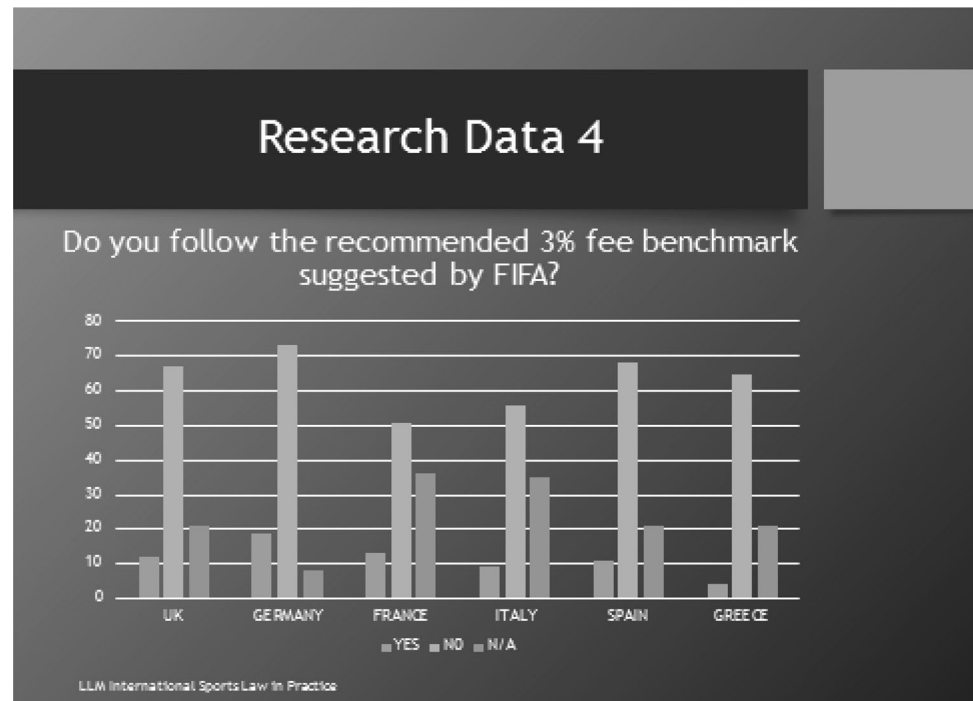 Research Data 4
Do you follow the recommended 3% fee benchmark
suggested by FIFA?
80
70
60
50
40
30
20
10
0
UK GERMANY FRANCE ITALY SPAIN GREECE
YES NO N/A
LLM International Sports Law in Practice